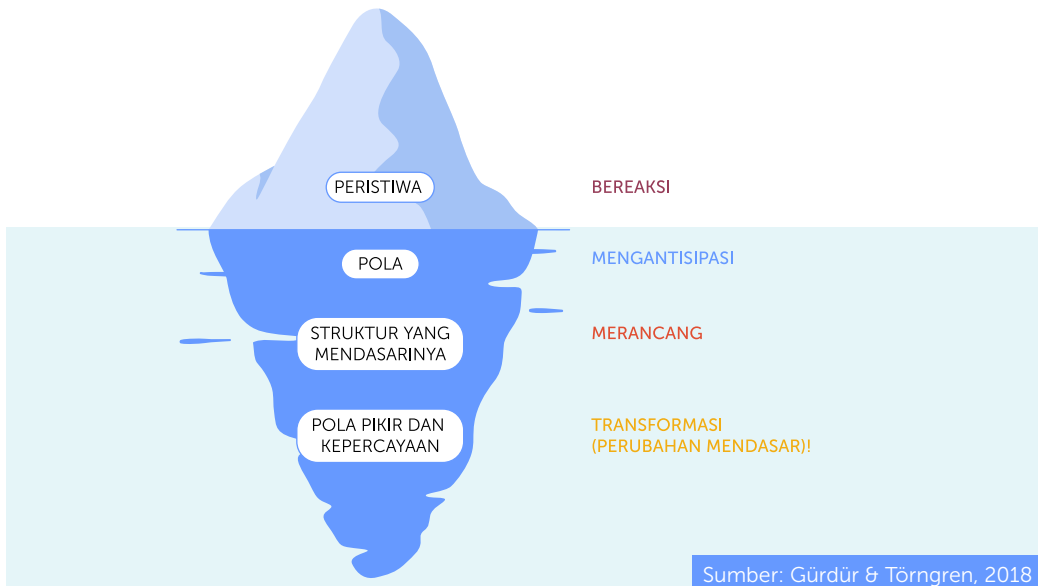 PERISTIWA
BEREAKSI
POLA
MENGANTISIPASI
STRUKTUR YANG
MENDASARINYA
MERANCANG
POLA PIKIR DAN
KEPERCAYAAN
TRANSFORMASI
(PERUBAHAN MENDASAR)!
Sumber: Gürdür & Törngren, 2018